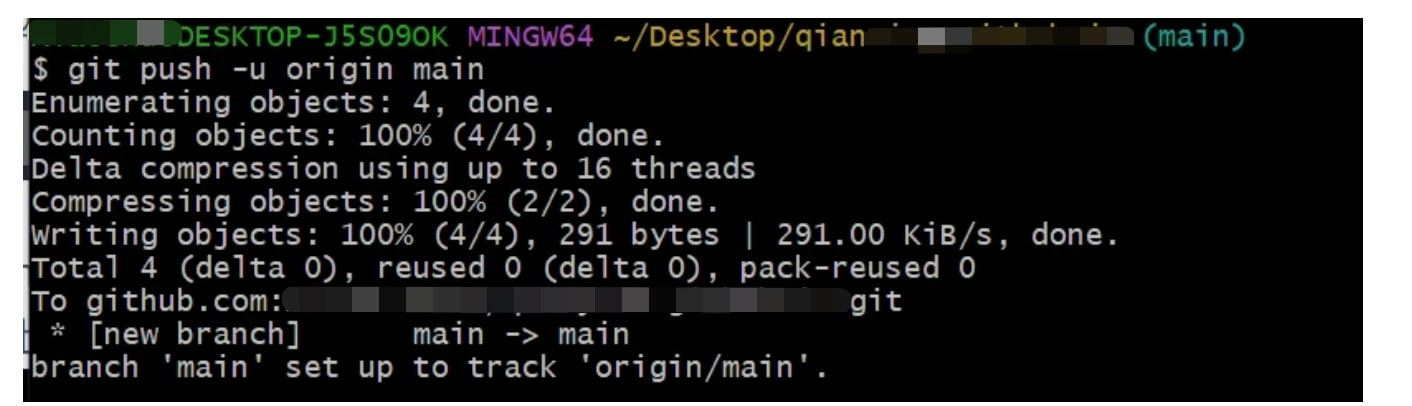 DESKTOP-J5S09OK MINGW64 ~/Desktop/qian (main)
$ git push -u origin main
Enumerating objects: 4, done.
Counting objects: 100% (4/4), done.
Delta compression using up to 16 threads
Compressing objects: 100% (2/2), done.
Writing objects: 100% (4/4), 291 bytes | 291.00 KiB/s, done.
Total 4 (delta 0), reused 0 (delta 0), pack-reused 0
To github.com: git
 * [new branch]      main -> main
branch 'main' set up to track 'origin/main'.